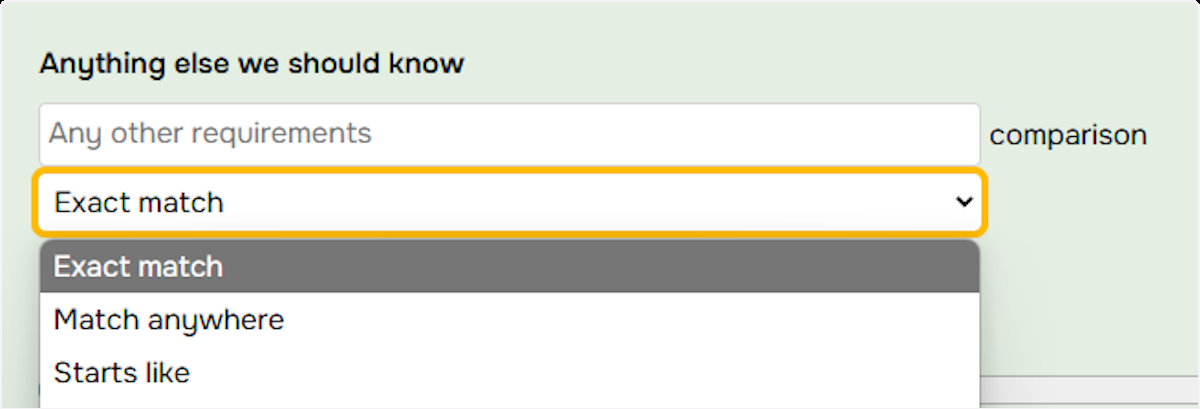 Anything else we should know
Any other requirements
comparison
Exact match
Exact match
Match anywhere
Starts like